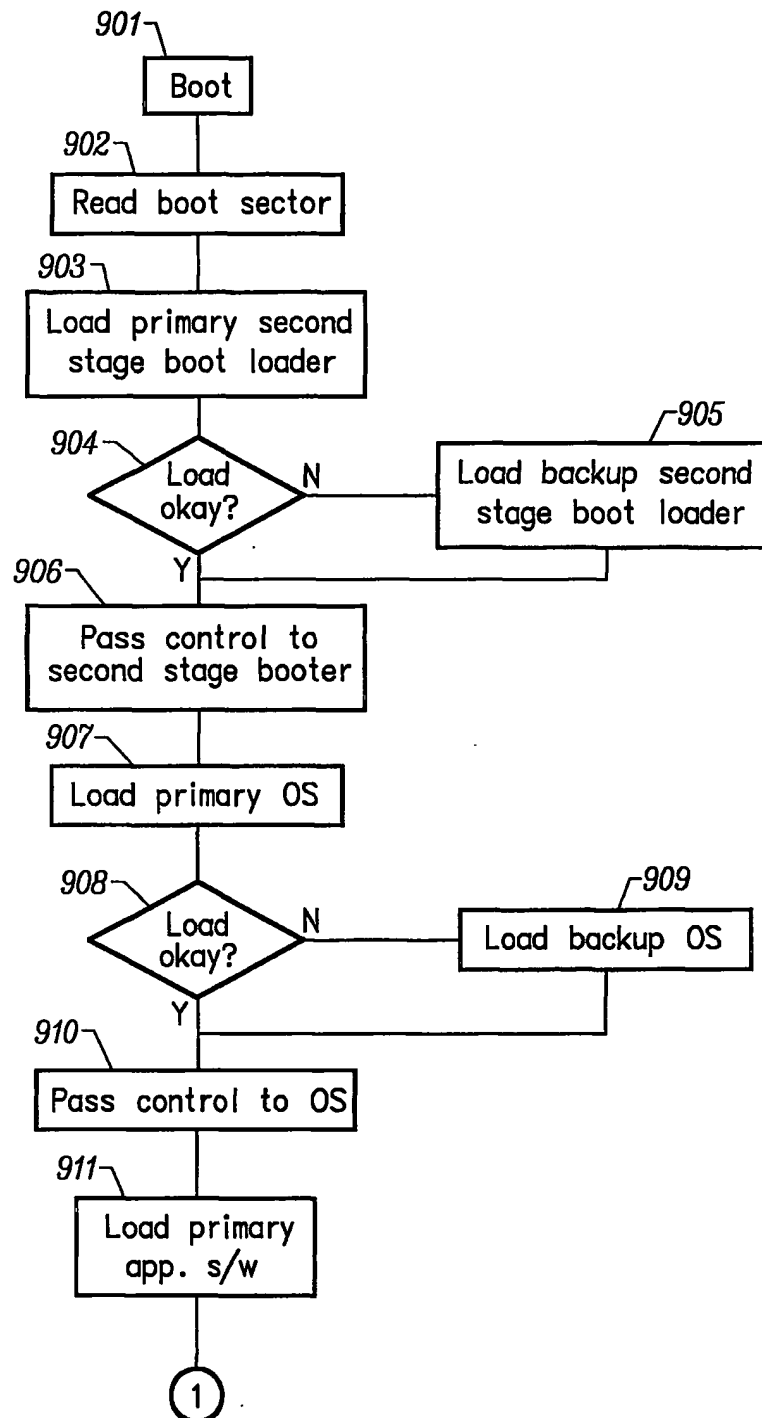 901
Boot
902
Read boot sector
903
Load primary second
stage boot loader
904
Load
okay?
N
Y
905
Load backup second
stage boot loader
906
Pass control to
second stage booter
907
Load primary OS
908
Load
okay?
N
Y
909
Load backup OS
910
Pass control to OS
911
Load primary
app. s/w
1